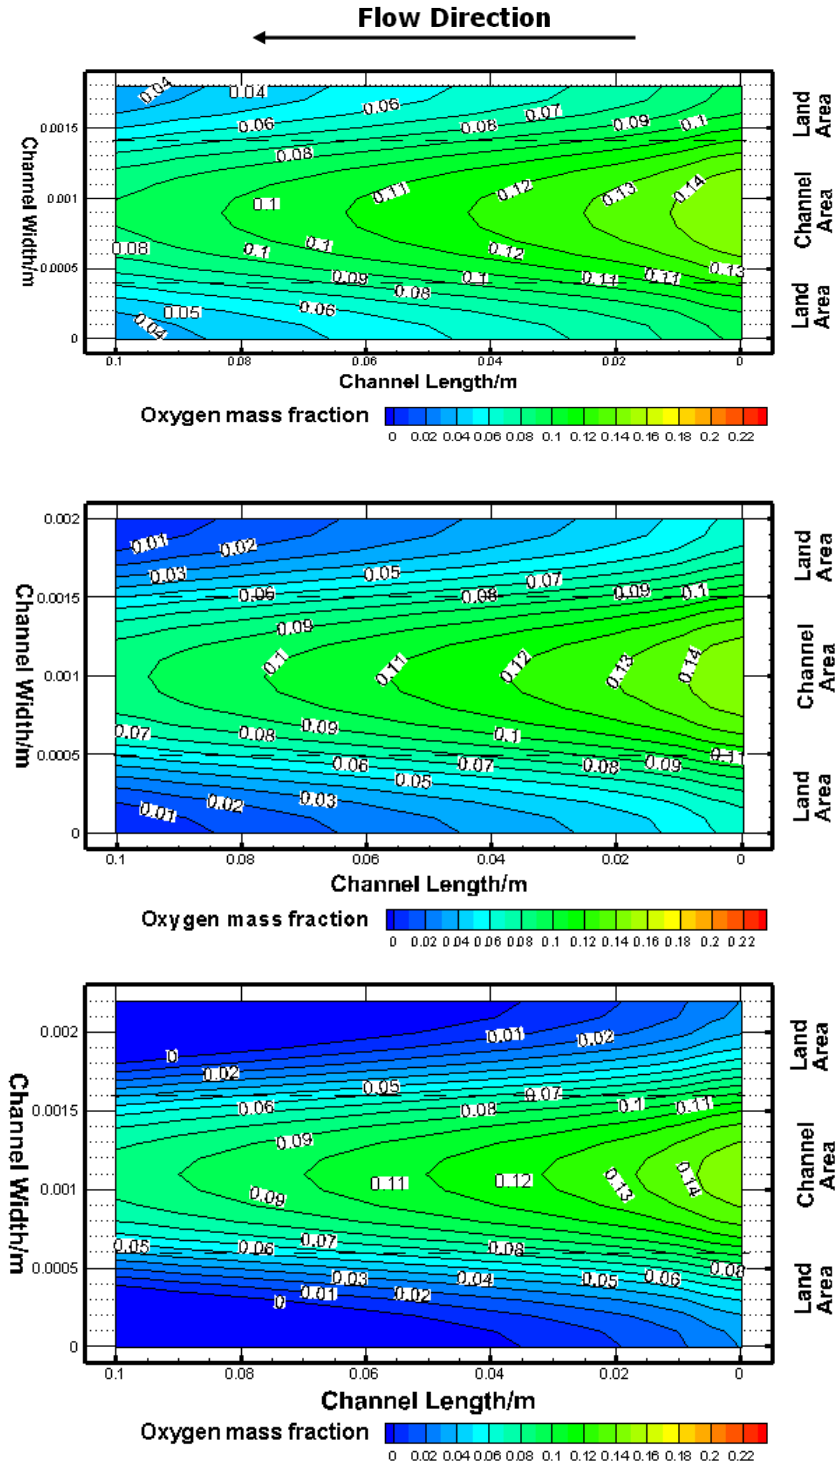 Flow Direction
0.04 0.04 0.06 0.07 0.1
0.06 0.08 0.09
0.08
0.11 0.12 0.13 0.14
0.1
0.08 0.1 0.1 0.12
0.09 0.1 0.11 0.11 0.13
0.05 0.06 0.08
0.04
0.0015
0.001
0.0005
0
Channel Width/m
Land Area
Channel Area
Land Area
0.1 0.08 0.06 0.04 0.02 0
Channel Length/m
Oxygen mass fraction
0 0.02 0.04 0.06 0.08 0.1 0.12 0.14 0.16 0.18 0.2 0.22
0.01 0.02
0.03 0.05 0.07 0.1
0.06 0.08 0.09
0.09
0.1 0.11 0.12 0.13 0.14
0.07 0.08 0.09 0.1
0.06 0.07 0.08 0.09 0.11
0.05
0.01 0.02 0.03
0.002
0.0015
0.001
0.0005
0
Channel Width/m
Land Area
Channel Area
Land Area
0.1 0.08 0.06 0.04 0.02 0
Channel Length/m
Oxygen mass fraction
0 0.02 0.04 0.06 0.08 0.1 0.12 0.14 0.16 0.18 0.2 0.22
0.01 0.02
0
0.02 0.05 0.07
0.06 0.08 0.1 0.11
0.09
0.09 0.11 0.12 0.13 0.14
0.05 0.06 0.07 0.08
0.03 0.04 0.05 0.06 0.08
0 0.01 0.02
0.002
0.0015
0.001
0.0005
0
Channel Width/m
Land Area
Channel Area
Land Area
0.1 0.08 0.06 0.04 0.02 0
Channel Length/m
Oxygen mass fraction
0 0.02 0.04 0.06 0.08 0.1 0.12 0.14 0.16 0.18 0.2 0.22